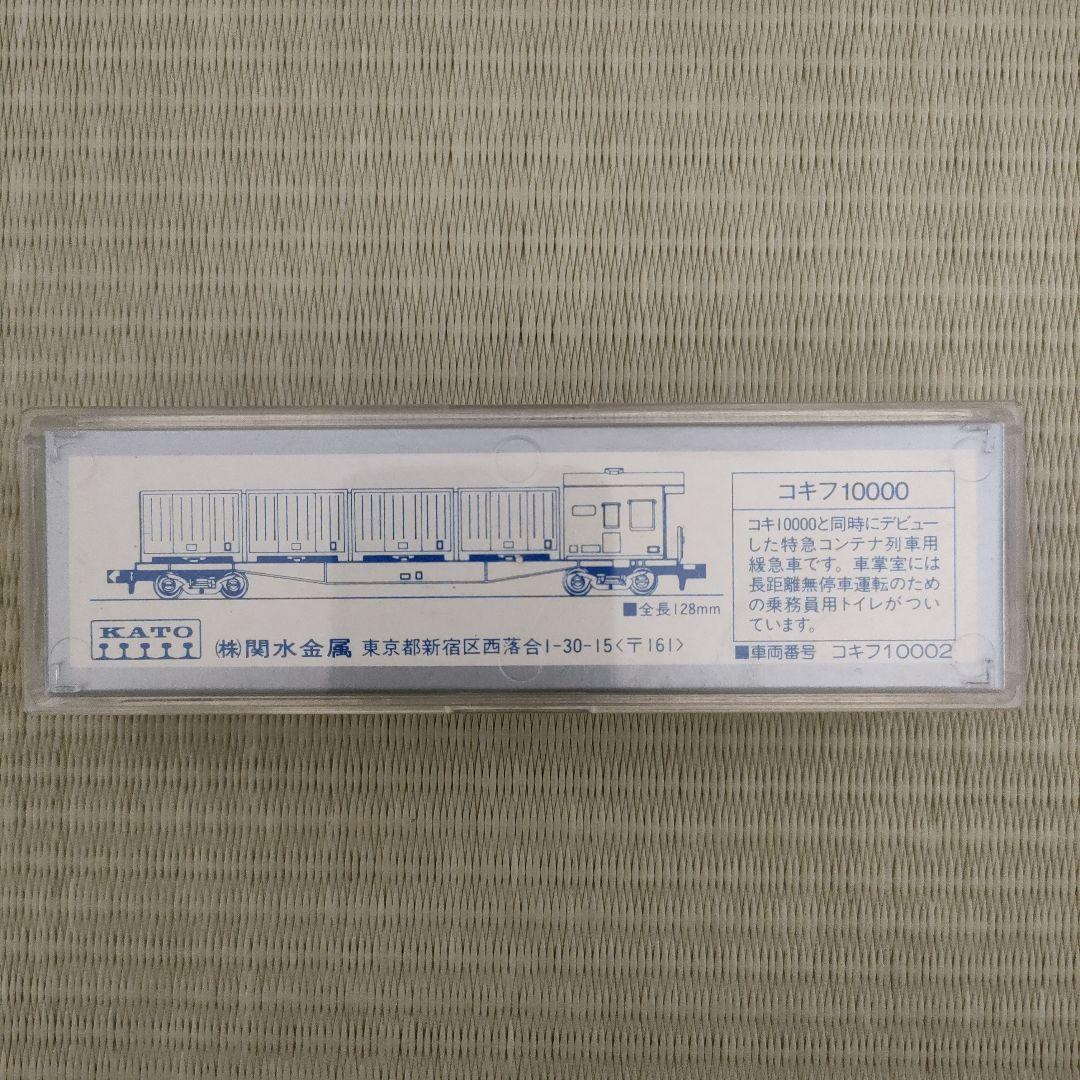 コキフ10000
コキ10000と同時にデビュー
した特急コンテナ列車用
緩急車です。車掌室には
長距離無停車運転のため
の乗務員用トイレがつい
ています。
■全長128mm
KATO
(株)関水金属 東京都新宿区西落合1-30-15〈〒161〉
■車両番号 コキフ10002